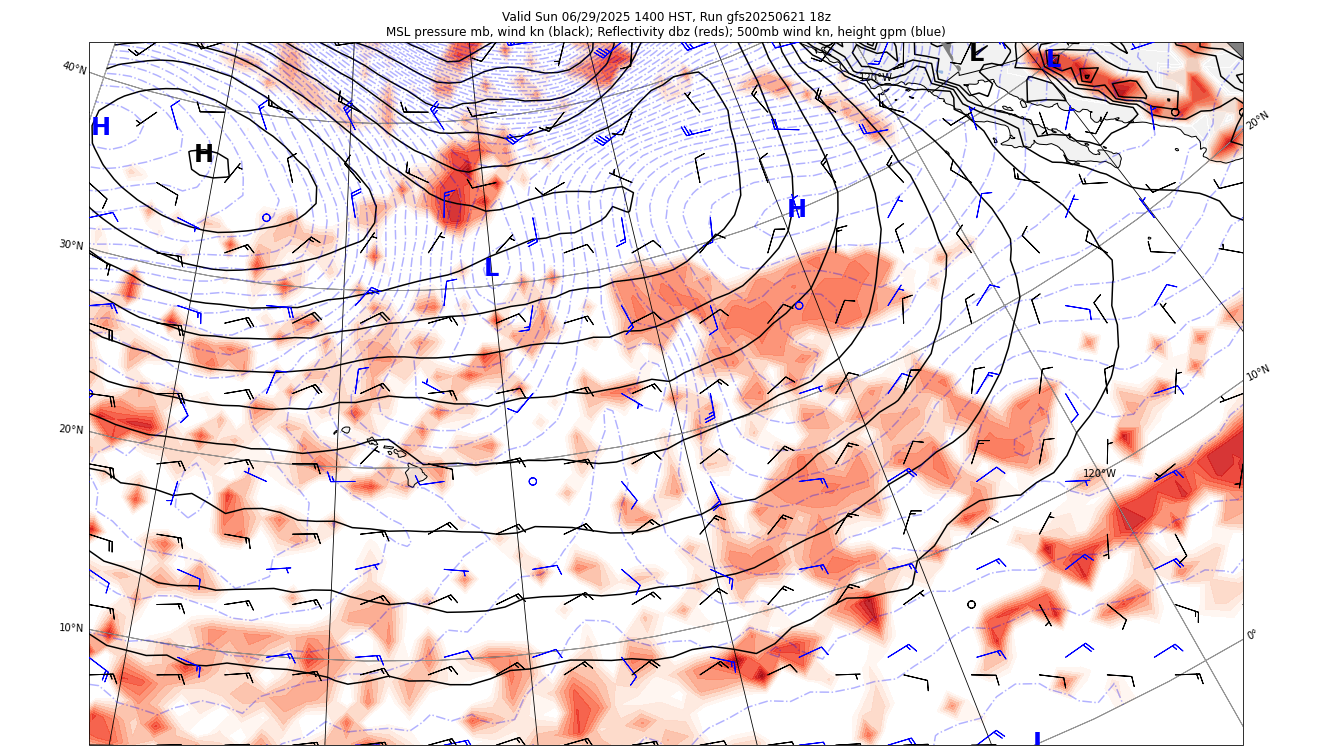 Valid Sun 06/29/2025 1400 HST, Run gfs20250621 18z
MSL pressure mb, wind kn (black); Reflectivity dbz (reds); 500mb wind kn, height gpm (blue)
L
L
40°N
120°W
H
20°N
H
H
30°N
L
10°N
20°N
120°W
10°N
0°
L